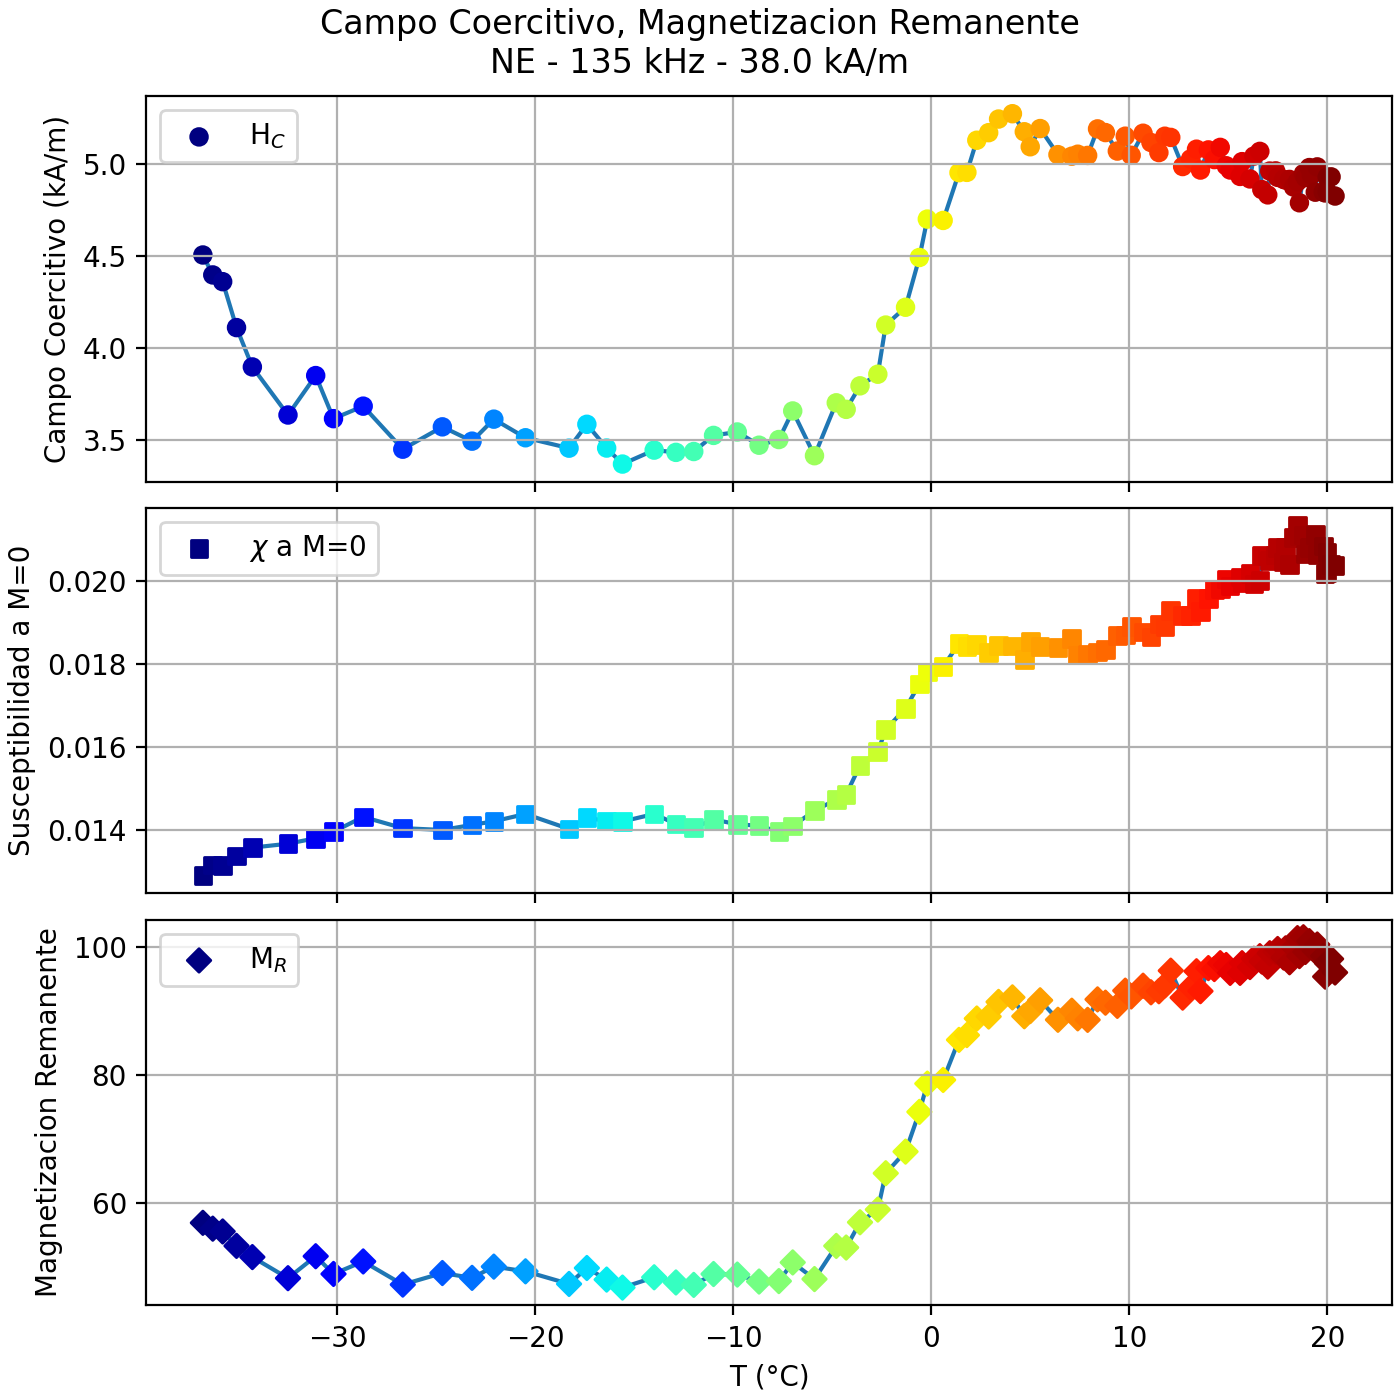 Campo Coercitivo, Magnetizacion Remanente
NE - 135 kHz - 38.0 kA/m
H_C
Campo Coercitivo (kA/m)
5.0
4.5
4.0
3.5
χ a M=0
Susceptibilidad a M=0
0.020
0.018
0.016
0.014
M_R
Magnetizacion Remanente
100
80
60
−30 −20 −10 0 10 20
T (°C)